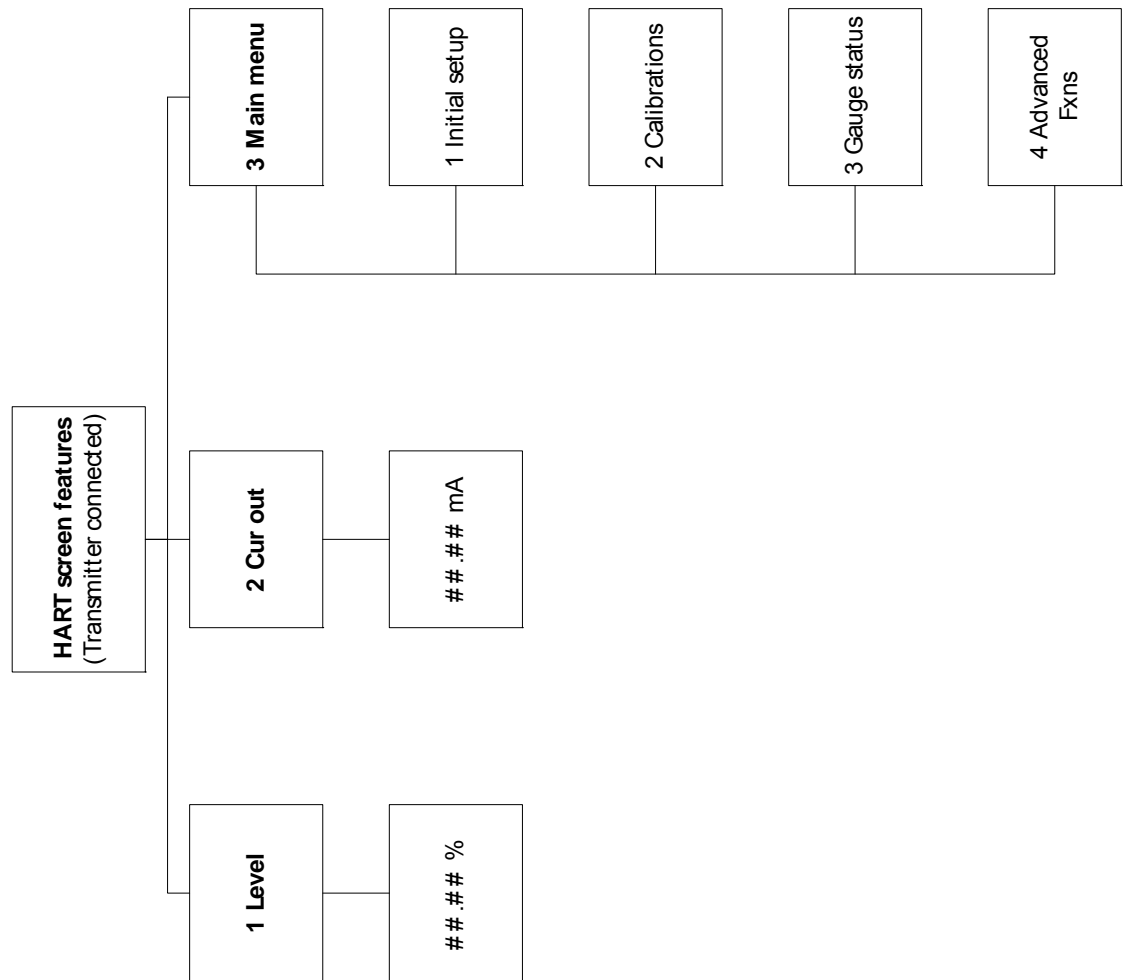 HART screen features
(Transmitter connected)
1 Level
##.## %
2 Cur out
##.## mA
3 Main menu
1 Initial setup
2 Calibrations
3 Gauge status
4 Advanced
Fxns